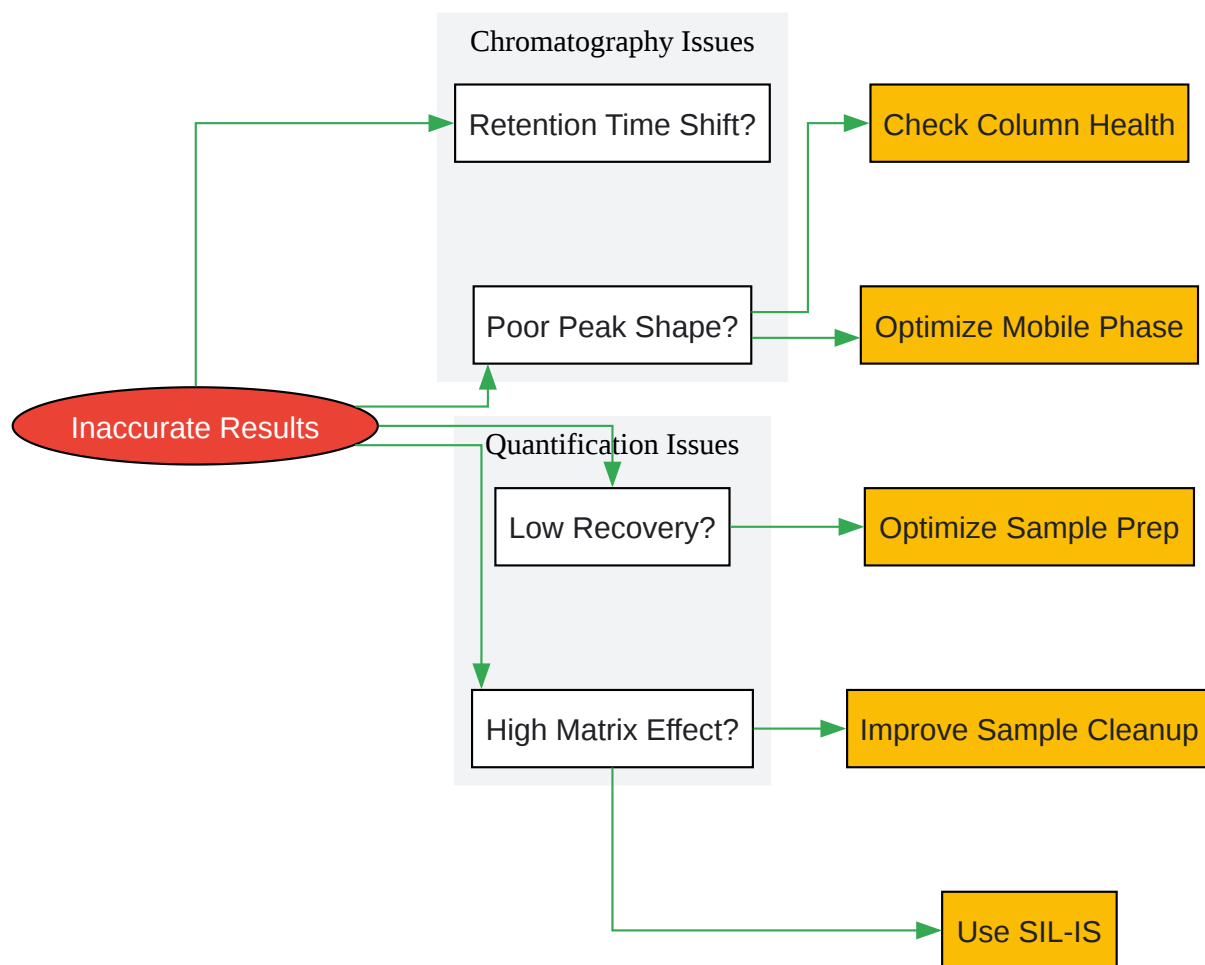 Chromatography Issues
Retention Time Shift?
Check Column Health
Poor Peak Shape?
Optimize Mobile Phase
Inaccurate Results
Quantification Issues
Low Recovery?
Optimize Sample Prep
High Matrix Effect?
Improve Sample Cleanup
Use SIL-IS